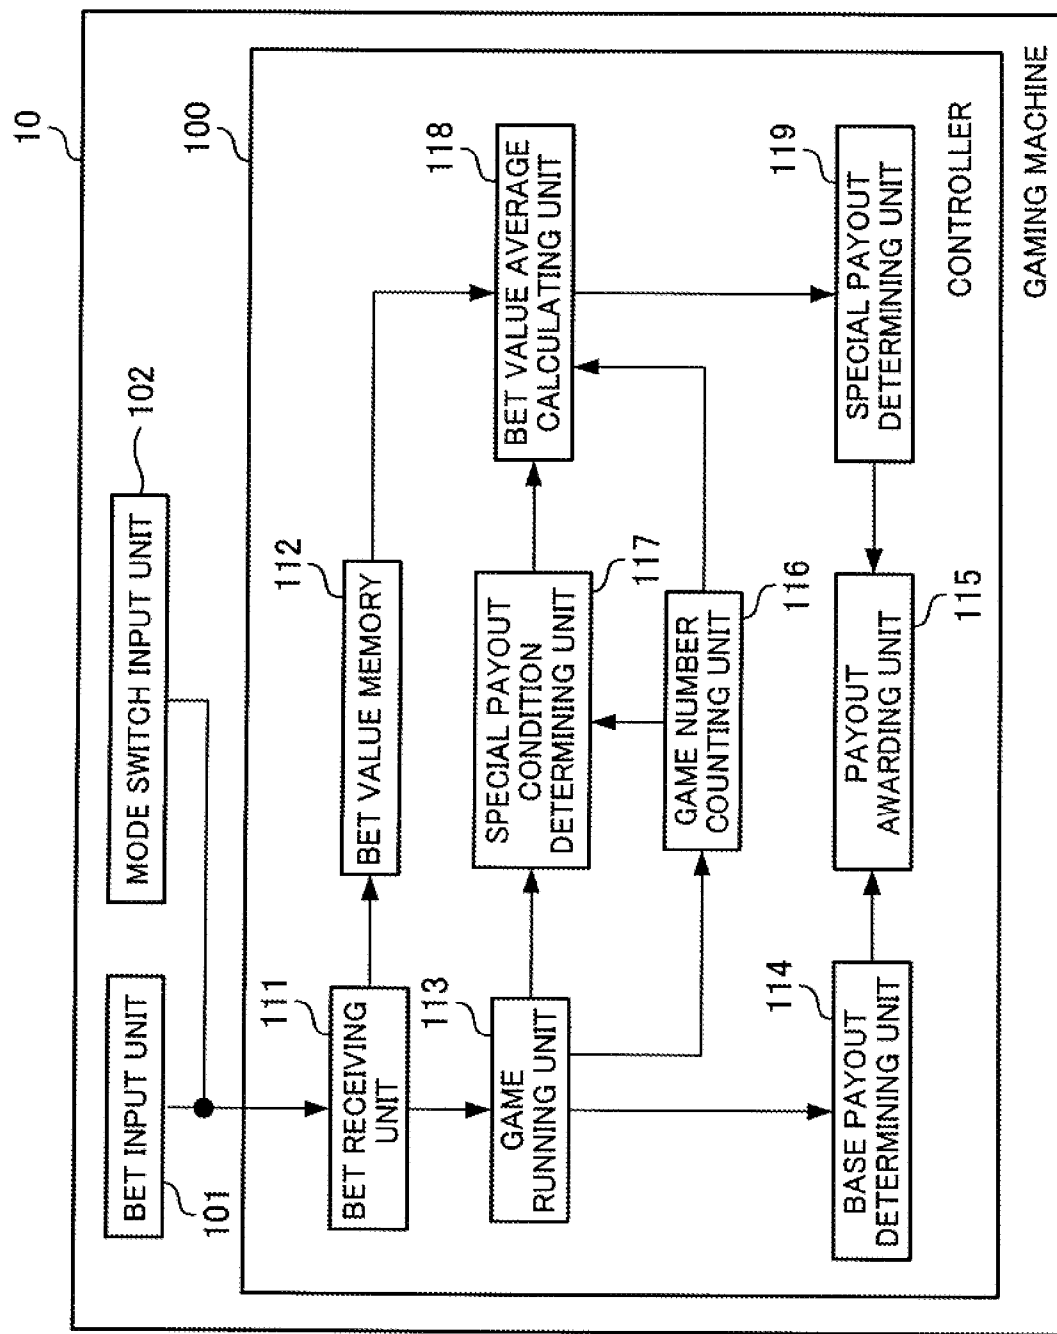 10
BET INPUT UNIT
101
MODE SWITCH INPUT UNIT
102
100
BET RECEIVING
UNIT
111
BET VALUE MEMORY
112
GAME
RUNNING UNIT
113
SPECIAL PAYOUT
CONDITION
DETERMINING UNIT
117
BET VALUE AVERAGE
CALCULATING UNIT
118
GAME NUMBER
COUNTING UNIT
116
BASE PAYOUT
DETERMINING UNIT
114
PAYOUT
AWARDING UNIT
115
SPECIAL PAYOUT
DETERMINING UNIT
119
CONTROLLER
GAMING MACHINE